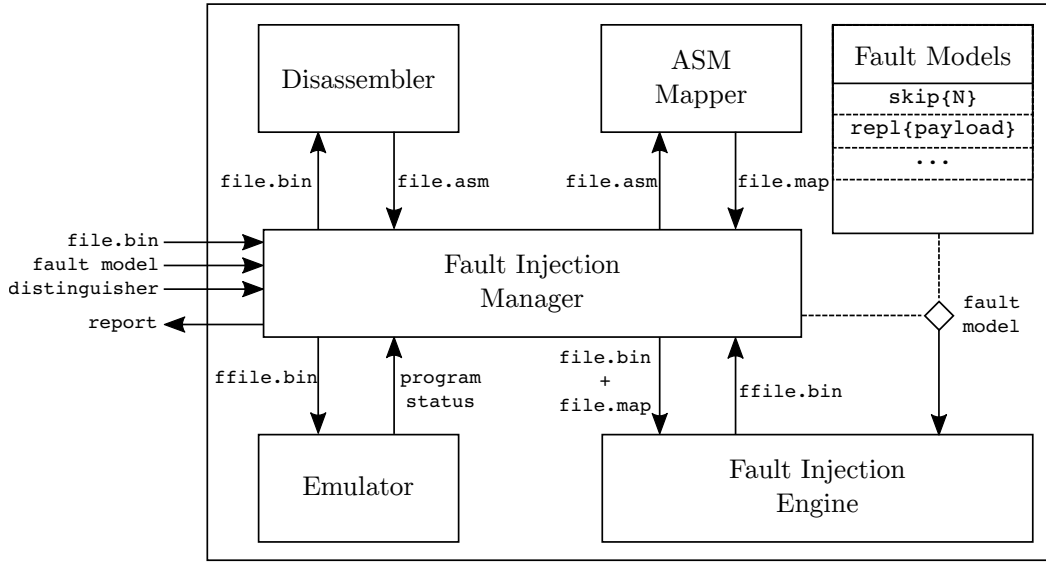 Disassembler
ASM
Mapper
Fault Models
skip{N}
repl{payload}
...
file.bin
file.asm
file.asm
file.map
file.bin
fault model
distinguisher
report
Fault Injection
Manager
fault
model
ffile.bin
program
status
file.bin
+
file.map
ffile.bin
Emulator
Fault Injection
Engine